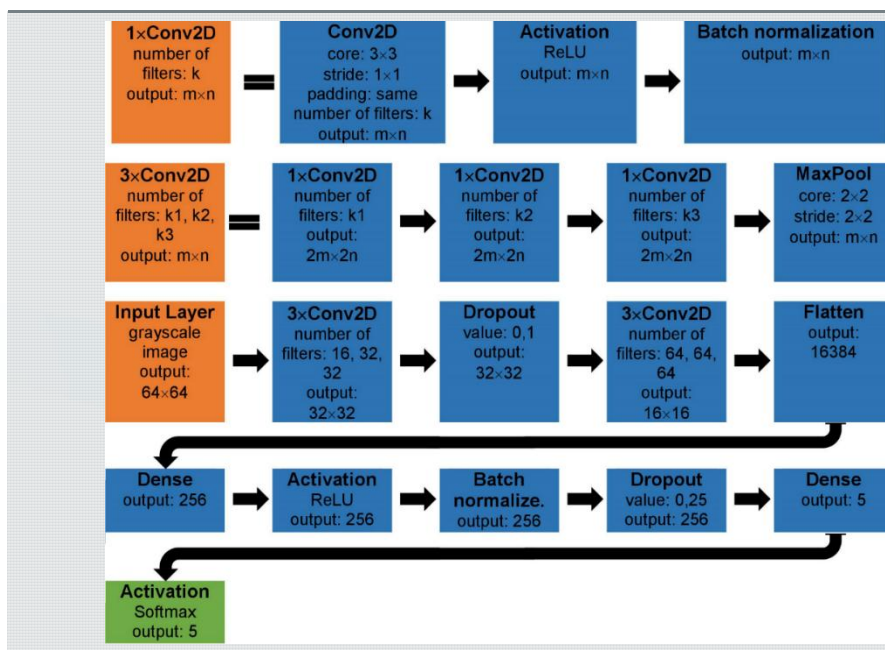 1×Conv2D
number of
filters: k
output: m×n
Conv2D
core: 3×3
stride: 1×1
padding: same
number of filters: k
output: m×n
Activation
ReLU
output: m×n
Batch normalization
output: m×n
3×Conv2D
number of
filters: k1, k2,
k3
output: m×n
1×Conv2D
number of
filters: k1
output:
2m×2n
1×Conv2D
number of
filters: k2
output:
2m×2n
1×Conv2D
number of
filters: k3
output:
2m×2n
MaxPool
core: 2×2
stride: 2×2
output: m×n
Input Layer
grayscale
image
output:
64×64
3×Conv2D
number of
filters: 16, 32,
32
output:
32×32
Dropout
value: 0,1
output:
32×32
3×Conv2D
number of
filters: 64, 64,
64
output:
16×16
Flatten
output:
16384
Dense
output: 256
Activation
ReLU
output: 256
Batch
normalize.
output: 256
Dropout
value: 0,25
output: 256
Dense
output: 5
Activation
Softmax
output: 5